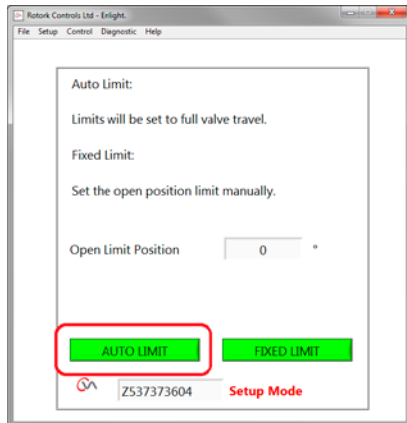 Rotork Controls Ltd - Enlight.
File Setup Control Diagnostic Help
Auto Limit:
Limits will be set to full valve travel.
Fixed Limit:
Set the open position limit manually.
Open Limit Position 0 °
AUTO LIMIT FIXED LIMIT
Z537373604 Setup Mode